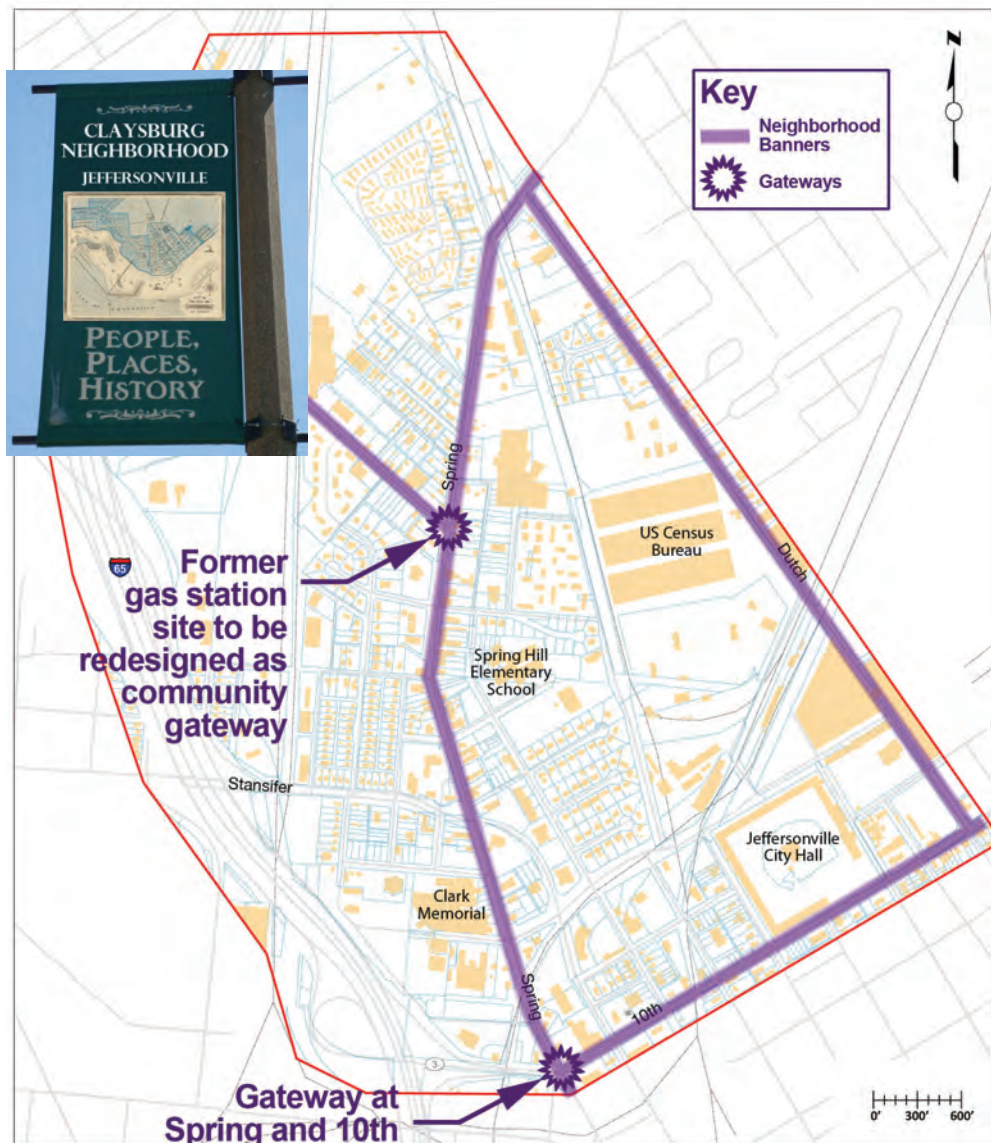 N
CLAYSBURG
NEIGHBORHOOD
JEFFERSONVILLE
PEOPLE,
PLACES,
HISTORY
Key
Neighborhood
Banners
Gateways
Spring
US Census
Bureau
Dutch
65
Former
gas station
site to be
redesigned as
community
gateway
Spring Hill
Elementary
School
Stansifer
Jeffersonville
City Hall
Clark
Memorial
Spring
10th
3
Gateway at
Spring and 10th
0' 300' 600'